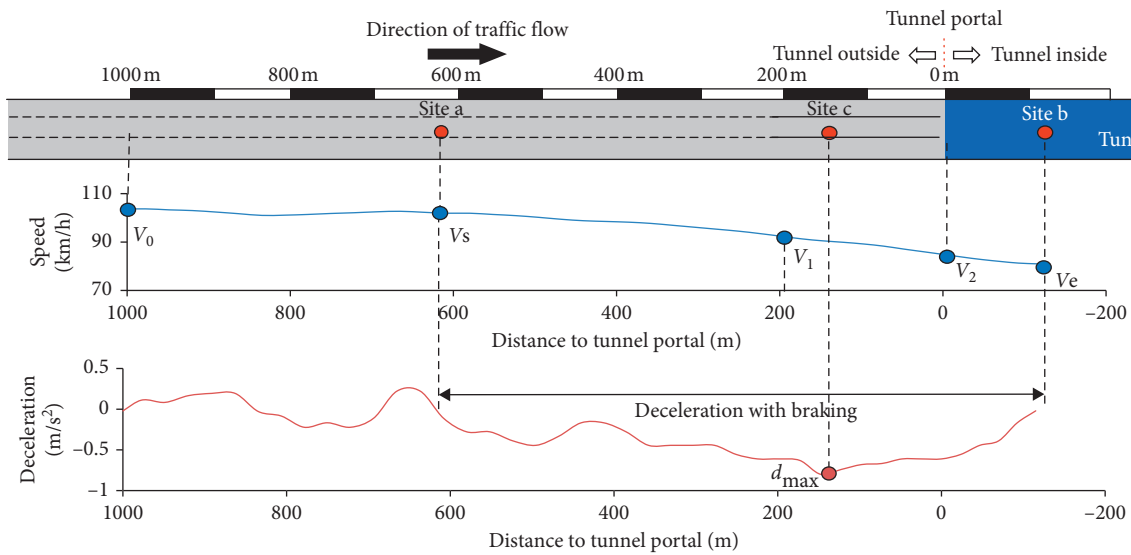 Tunnel portal
Direction of traffic flow
Tunnel outside
Tunnel inside
1000 m
800 m
600 m
400 m
200 m
0 m
Site a
Site c
Site b
Tun
110
90
70
Speed
(km/h)
V0
Vs
V1
V2
Ve
1000
800
600
400
200
0
−200
Distance to tunnel portal (m)
0.5
0
−0.5
−1
Deceleration
(m/s²)
Deceleration with braking
dmax
1000
800
600
400
200
0
−200
Distance to tunnel portal (m)